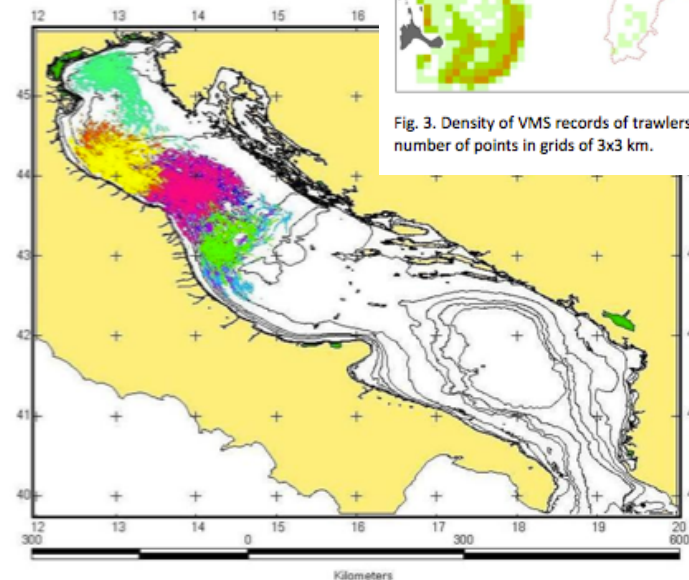 12 13 14 15 16
Fig. 3. Density of VMS records of trawlers
number of points in grids of 3x3 km.
45
44
43
42
41
40
12 13 14 15 16 17 18 19 20
300 0 300 600
Kilometers